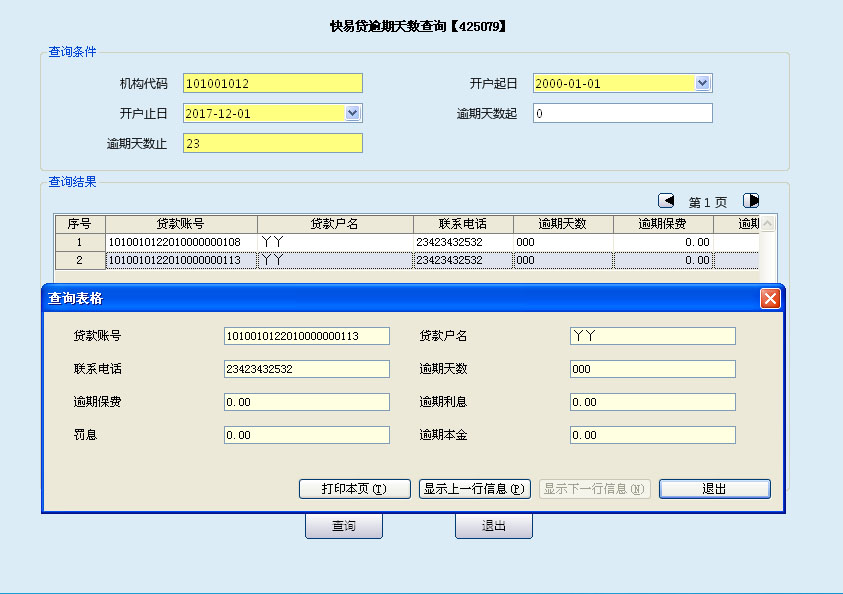 快易贷逾期天数查询【425079】
查询条件
机构代码 101001012 开户起日 2000-01-01
开户止日 2017-12-01 逾期天数起 0
逾期天数止 23
查询结果
第 1 页
序号 贷款账号 贷款户名 联系电话 逾期天数 逾期保费 逾期
1 1010010122010000000108 丫丫 23423432532 000 0.00
2 1010010122010000000113 丫丫 23423432532 000 0.00
查询表格
贷款账号 1010010122010000000113 贷款户名 丫丫
联系电话 23423432532 逾期天数 000
逾期保费 0.00 逾期利息 0.00
罚息 0.00 逾期本金 0.00
打印本页(T) 显示上一行信息(P) 显示下一行信息(N) 退出
查询 退出